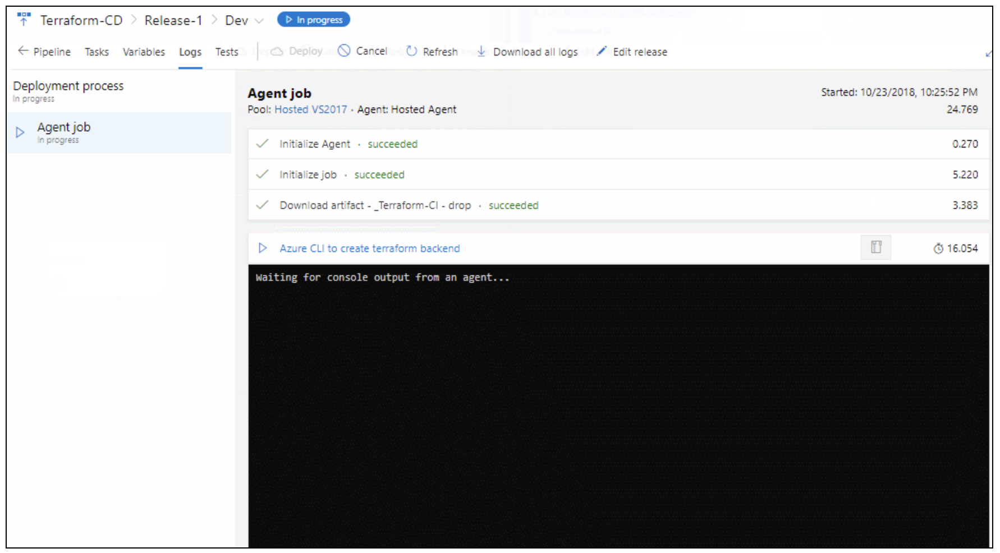 Terraform-CD > Release-1 > Dev In progress
Pipeline Tasks Variables Logs Tests Deploy Cancel Refresh Download all logs Edit release
Deployment process
In progress
Agent job
In progress
Agent job
Started: 10/23/2018, 10:25:52 PM
Pool: Hosted VS2017 · Agent: Hosted Agent
24.769
Initialize Agent · succeeded 0.270
Initialize job · succeeded 5.220
Download artifact - _Terraform-CI - drop · succeeded 3.383
Azure CLI to create terraform backend 16.054
Waiting for console output from an agent...